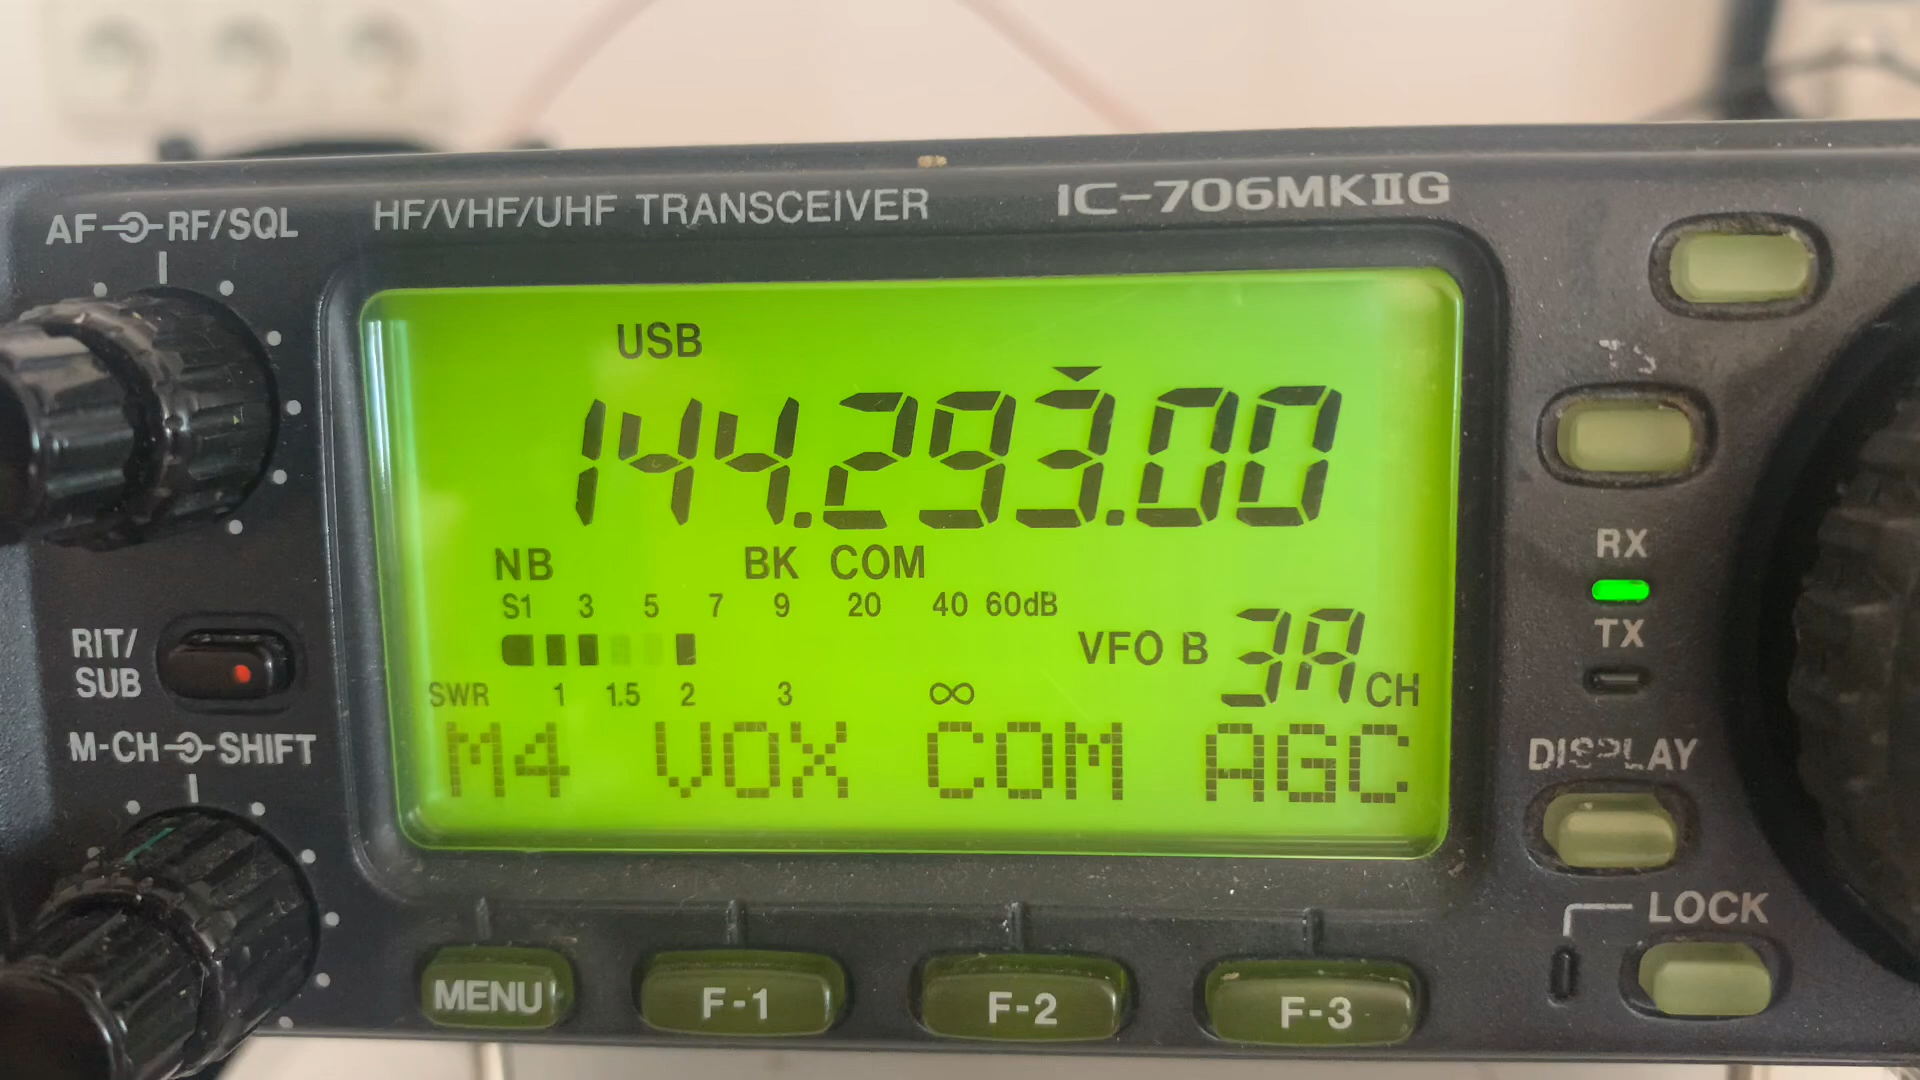 HF/VHF/UHF TRANSCEIVER IC-706MKIIG
AF RF/SQL
USB
TS
144.293.00
RX
NB BK COM
S1 3 5 7 9 20 40 60dB
RIT/
SUB
VFO B 3A CH
TX
SWR 1 1.5 2 3 ∞
M-CH SHIFT
M4 VOX COM AGC
DISPLAY
LOCK
MENU F-1 F-2 F-3